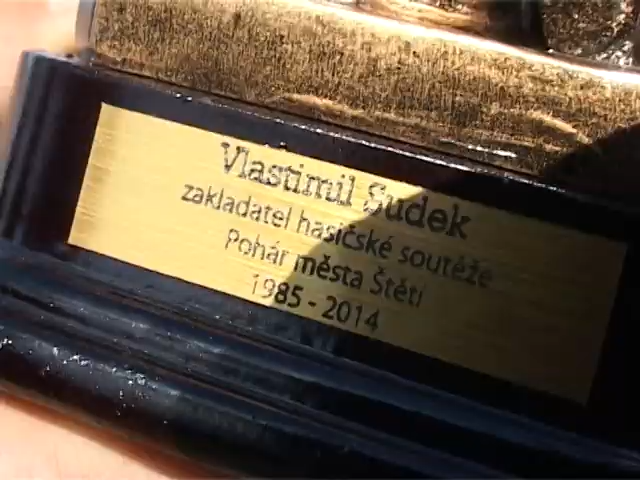 Vlastimil Sudek
zakladatel hasičské soutěže
Pohár města Štětí
1985 - 2014